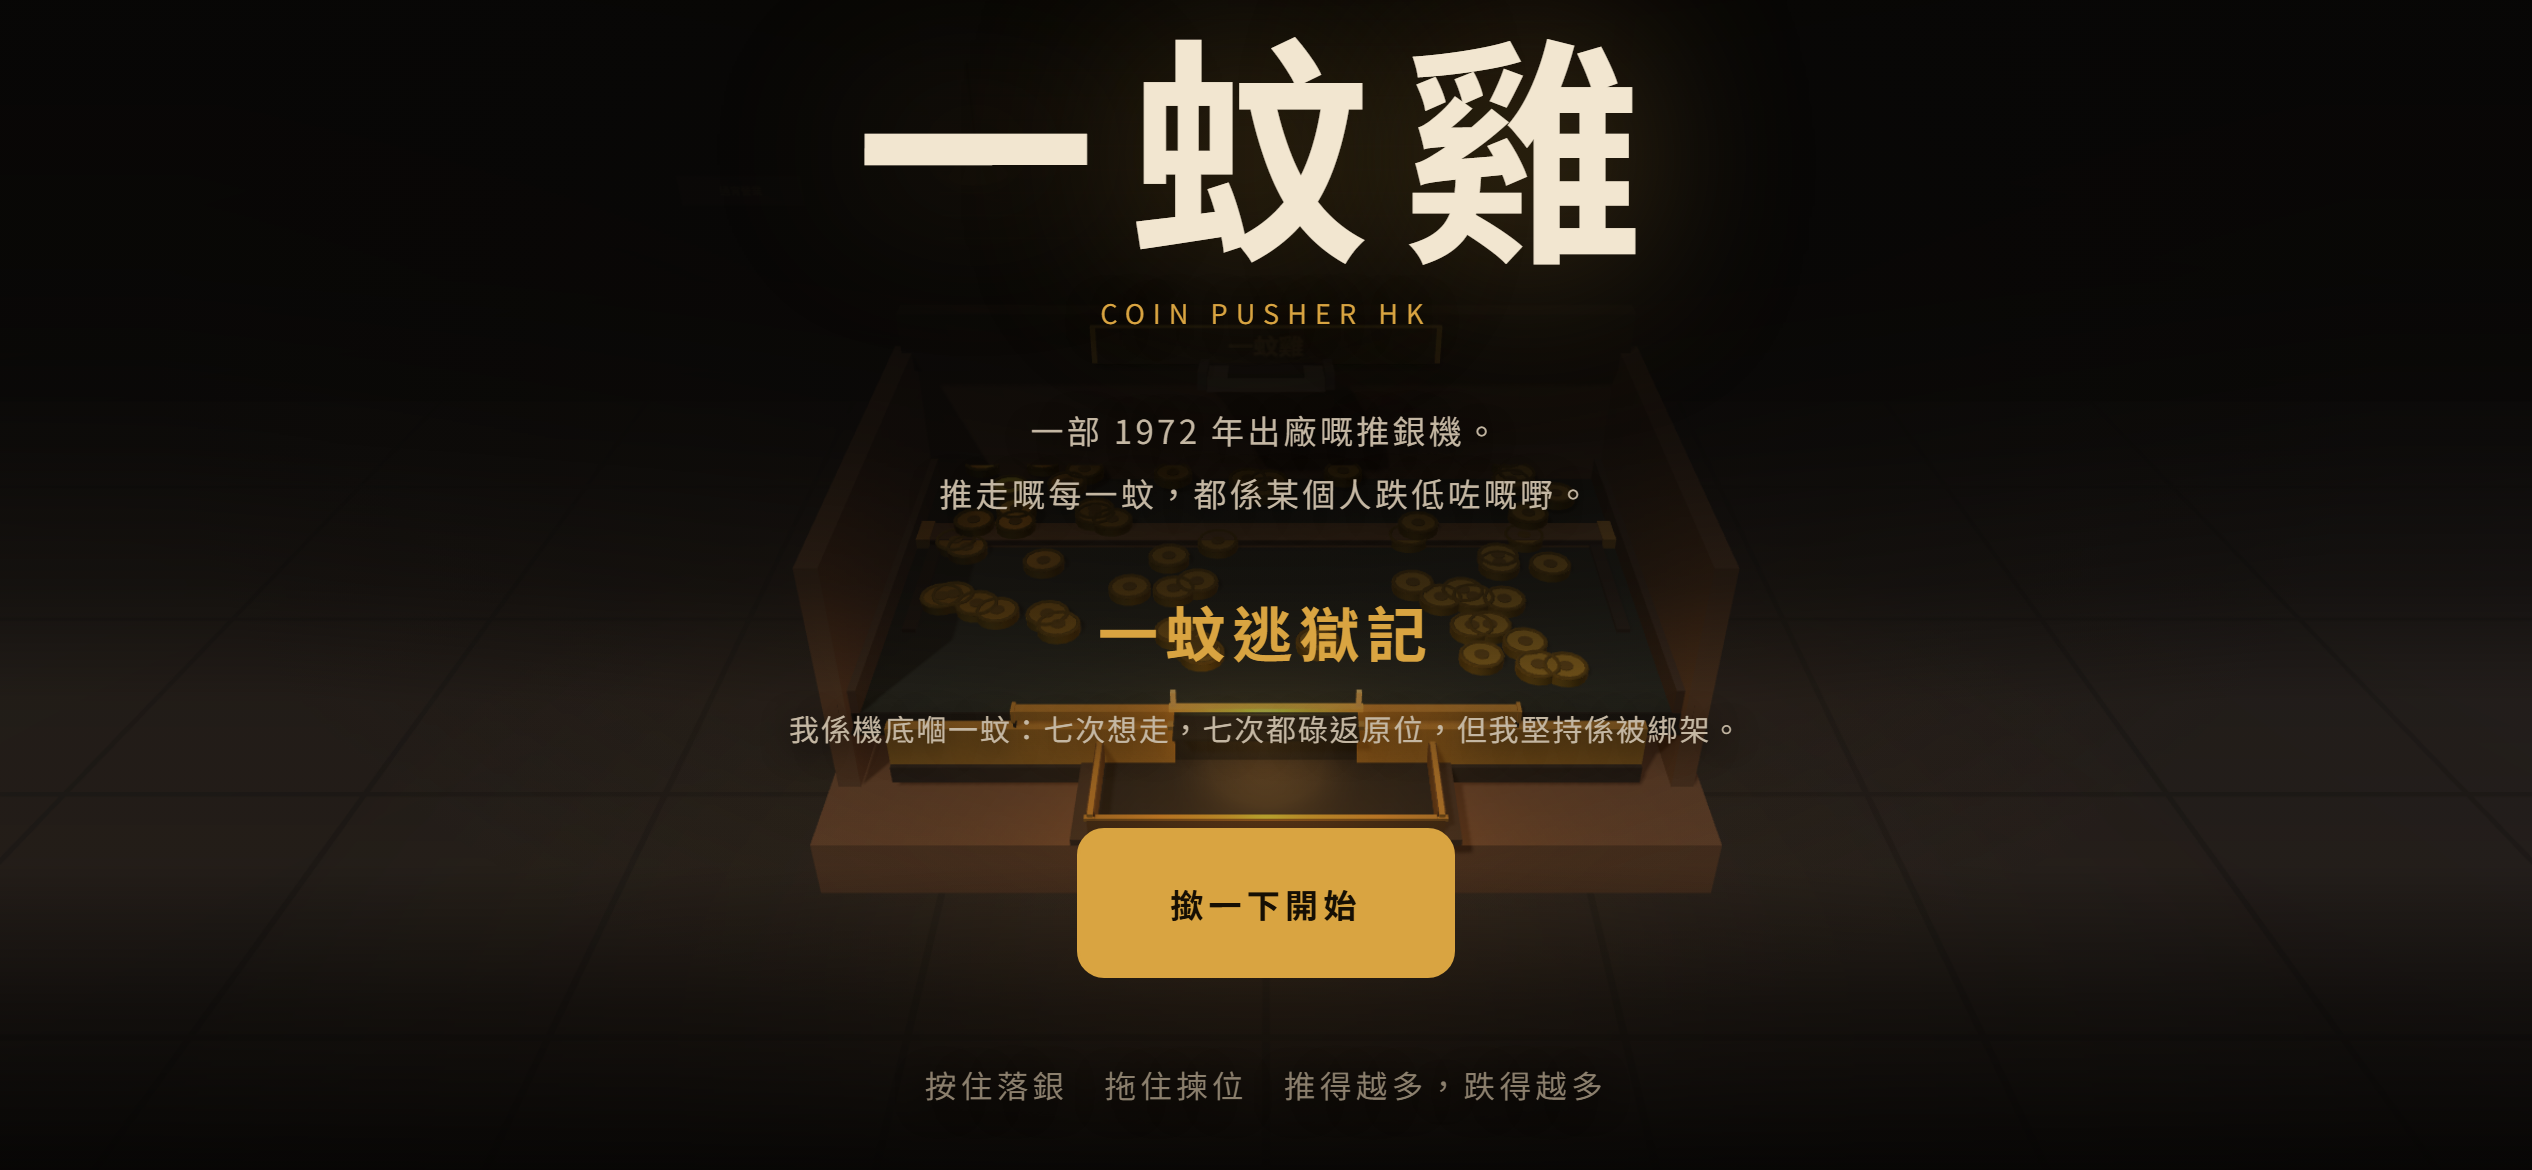 一蚊雞
COIN PUSHER HK
一蚊雞
一部 1972 年出廠嘅推銀機。
推走嘅每一蚊，都係某個人跌低咗嘅嘢。
一蚊逃獄記
我係機底嗰一蚊：七次想走，七次都碌返原位，但我堅持係被綁架。
撳一下開始
按住落銀　拖住揀位　推得越多，跌得越多